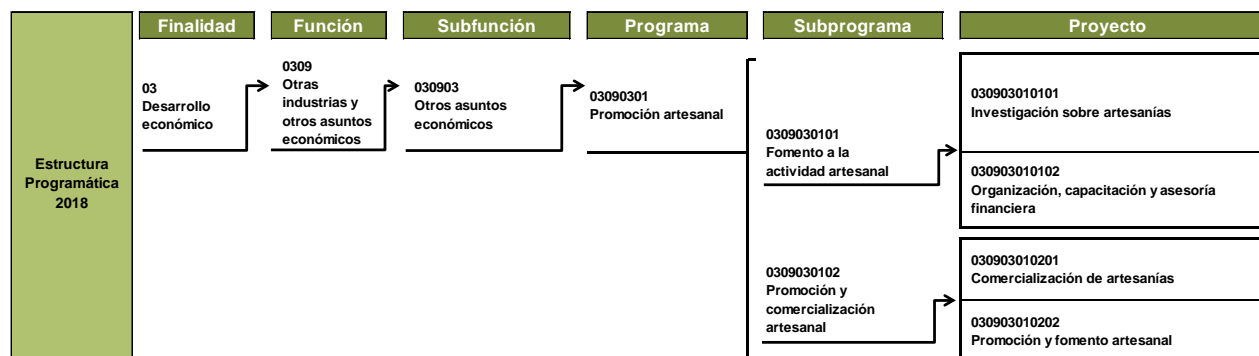 Finalidad
Función
Subfunción
Programa
Subprograma
Proyecto
Estructura
Programática
2018
03
Desarrollo
económico
0309
Otras
industrias y
otros asuntos
económicos
030903
Otros asuntos
económicos
03090301
Promoción artesanal
0309030101
Fomento a la
actividad artesanal
030903010101
Investigación sobre artesanías
030903010102
Organización, capacitación y asesoría
financiera
0309030102
Promoción y
comercialización
artesanal
030903010201
Comercialización de artesanías
030903010202
Promoción y fomento artesanal